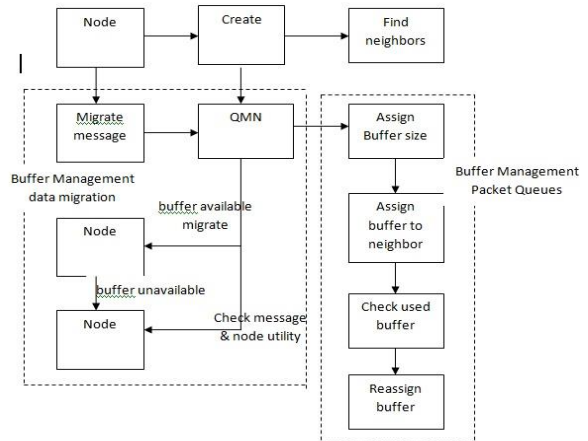 Node
Create
Find
neighbors
Migrate
message
QMN
Assign
Buffer size
Buffer Management
data migration
Buffer Management
Packet Queues
buffer available
migrate
Assign
buffer to
neighbor
Node
buffer unavailable
Check used
buffer
Node
Check message
& node utility
Reassign
buffer